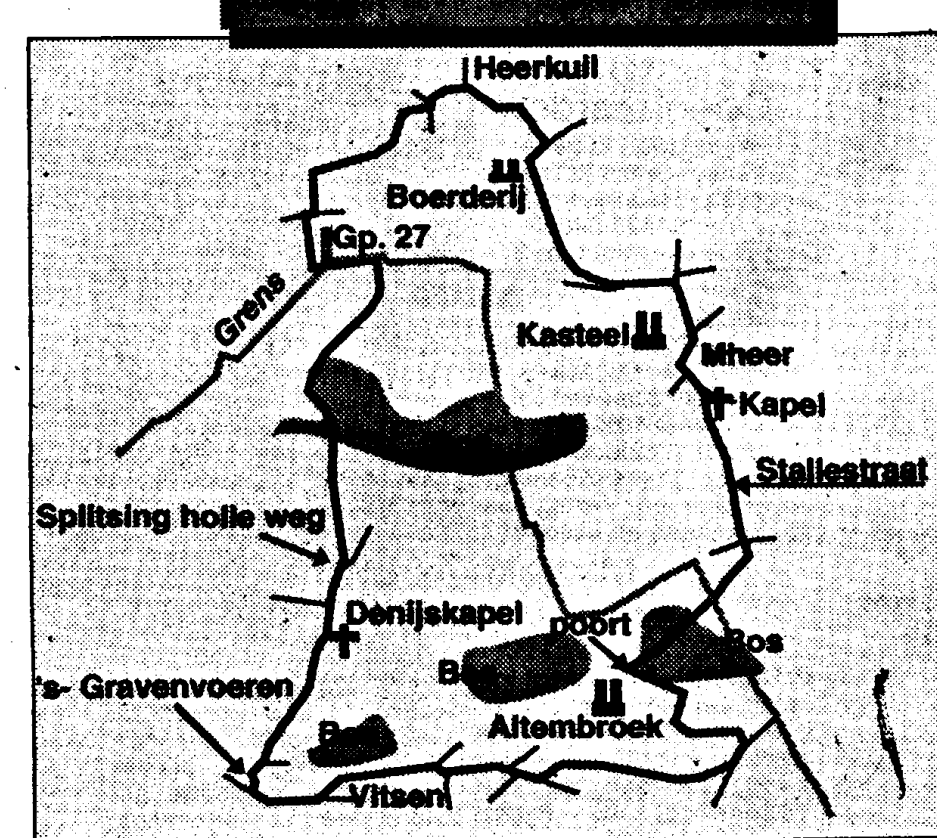 Heerkuil
Boerderij
Gp. 27
Grens
Kasteel
Mheer
Kapel
Stallestraat
Splitsing holle weg
Denijskapel
poort
Bos
's- Gravenvoeren
Altembroek
Vitsen